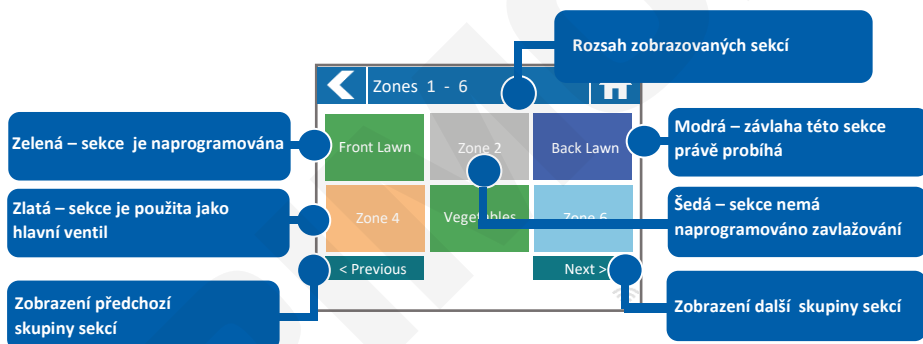 Rozsah zobrazovaných sekcí
Zones 1 - 6
Zelená – sekce je naprogramována
Front Lawn
Zone 2
Back Lawn
Modrá – závlaha této sekce
právě probíhá
Zlatá – sekce je použita jako
hlavní ventil
Zone 4
Vegetables
Zone 6
Šedá – sekce nemá
naprogramováno zavlažování
< Previous
Next >
Zobrazení předchozí
skupiny sekcí
Zobrazení další skupiny sekcí